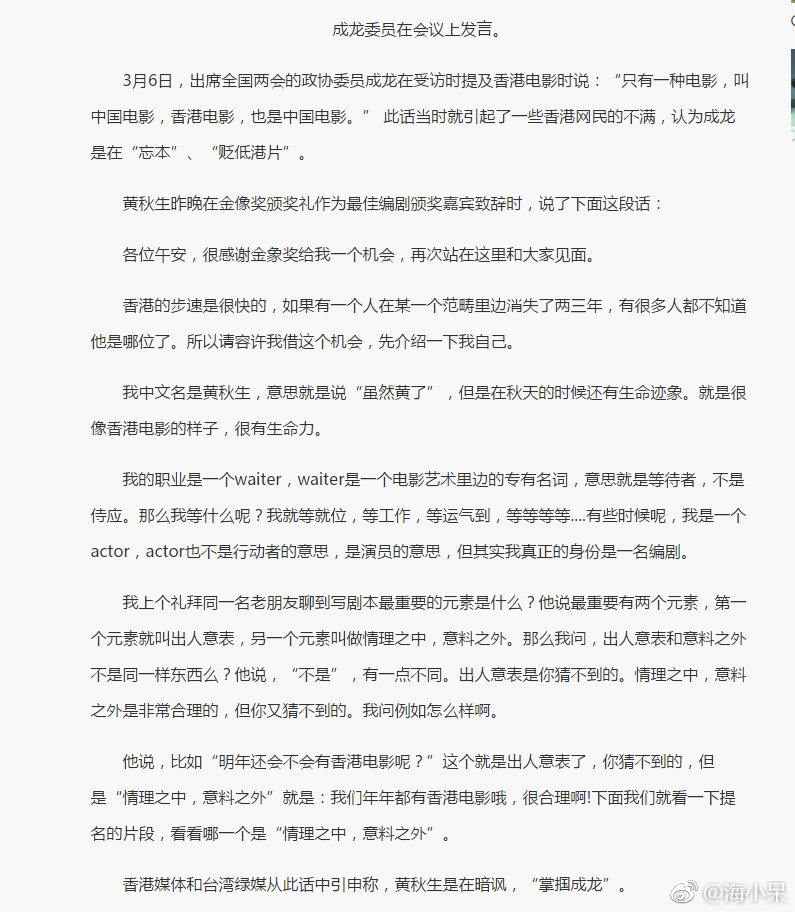 成龙委员在会议上发言。
3月6日，出席全国两会的政协委员成龙在受访时提及香港电影时说：“只有一种电影，叫
中国电影，香港电影，也是中国电影。” 此话当时就引起了一些香港网民的不满，认为成龙
是在“忘本”、“贬低港片”。
黄秋生昨晚在金像奖颁奖礼作为最佳编剧颁奖嘉宾致辞时，说了下面这段话：
各位午安，很感谢金象奖给我一个机会，再次站在这里和大家见面。
香港的步速是很快的，如果有一个人在某一个范畴里边消失了两三年，有很多人都不知道
他是哪位了。所以请容许我借这个机会，先介绍一下我自己。
我中文名是黄秋生，意思就是说“虽然黄了”，但是在秋天的时候还有生命迹象。就是很
像香港电影的样子，很有生命力。
我的职业是一个waiter，waiter是一个电影艺术里边的专有名词，意思就是等待者，不是
侍应。那么我等什么呢？我就等就位，等工作，等运气到，等等等等....有些时候呢，我是一个
actor，actor也不是行动者的意思，是演员的意思，但其实我真正的身份是一名编剧。
我上个礼拜同一名老朋友聊到写剧本最重要的元素是什么？他说最重要有两个元素，第一
个元素就叫出人意表，另一个元素叫做情理之中，意料之外。那么我问，出人意表和意料之外
不是同一样东西么？他说，“不是”，有一点不同。出人意表是你猜不到的。情理之中，意料
之外是非常合理的，但你又猜不到的。我问例如怎么样啊。
他说，比如“明年还会不会有香港电影呢？”这个就是出人意表了，你猜不到的，但
是“情理之中，意料之外”就是：我们年年都有香港电影哦，很合理啊!下面我们就看一下提
名的片段，看看哪一个是“情理之中，意料之外”。
香港媒体和台湾绿媒从此话中引申称，黄秋生是在暗讽，“掌掴成龙”。
@海小呆